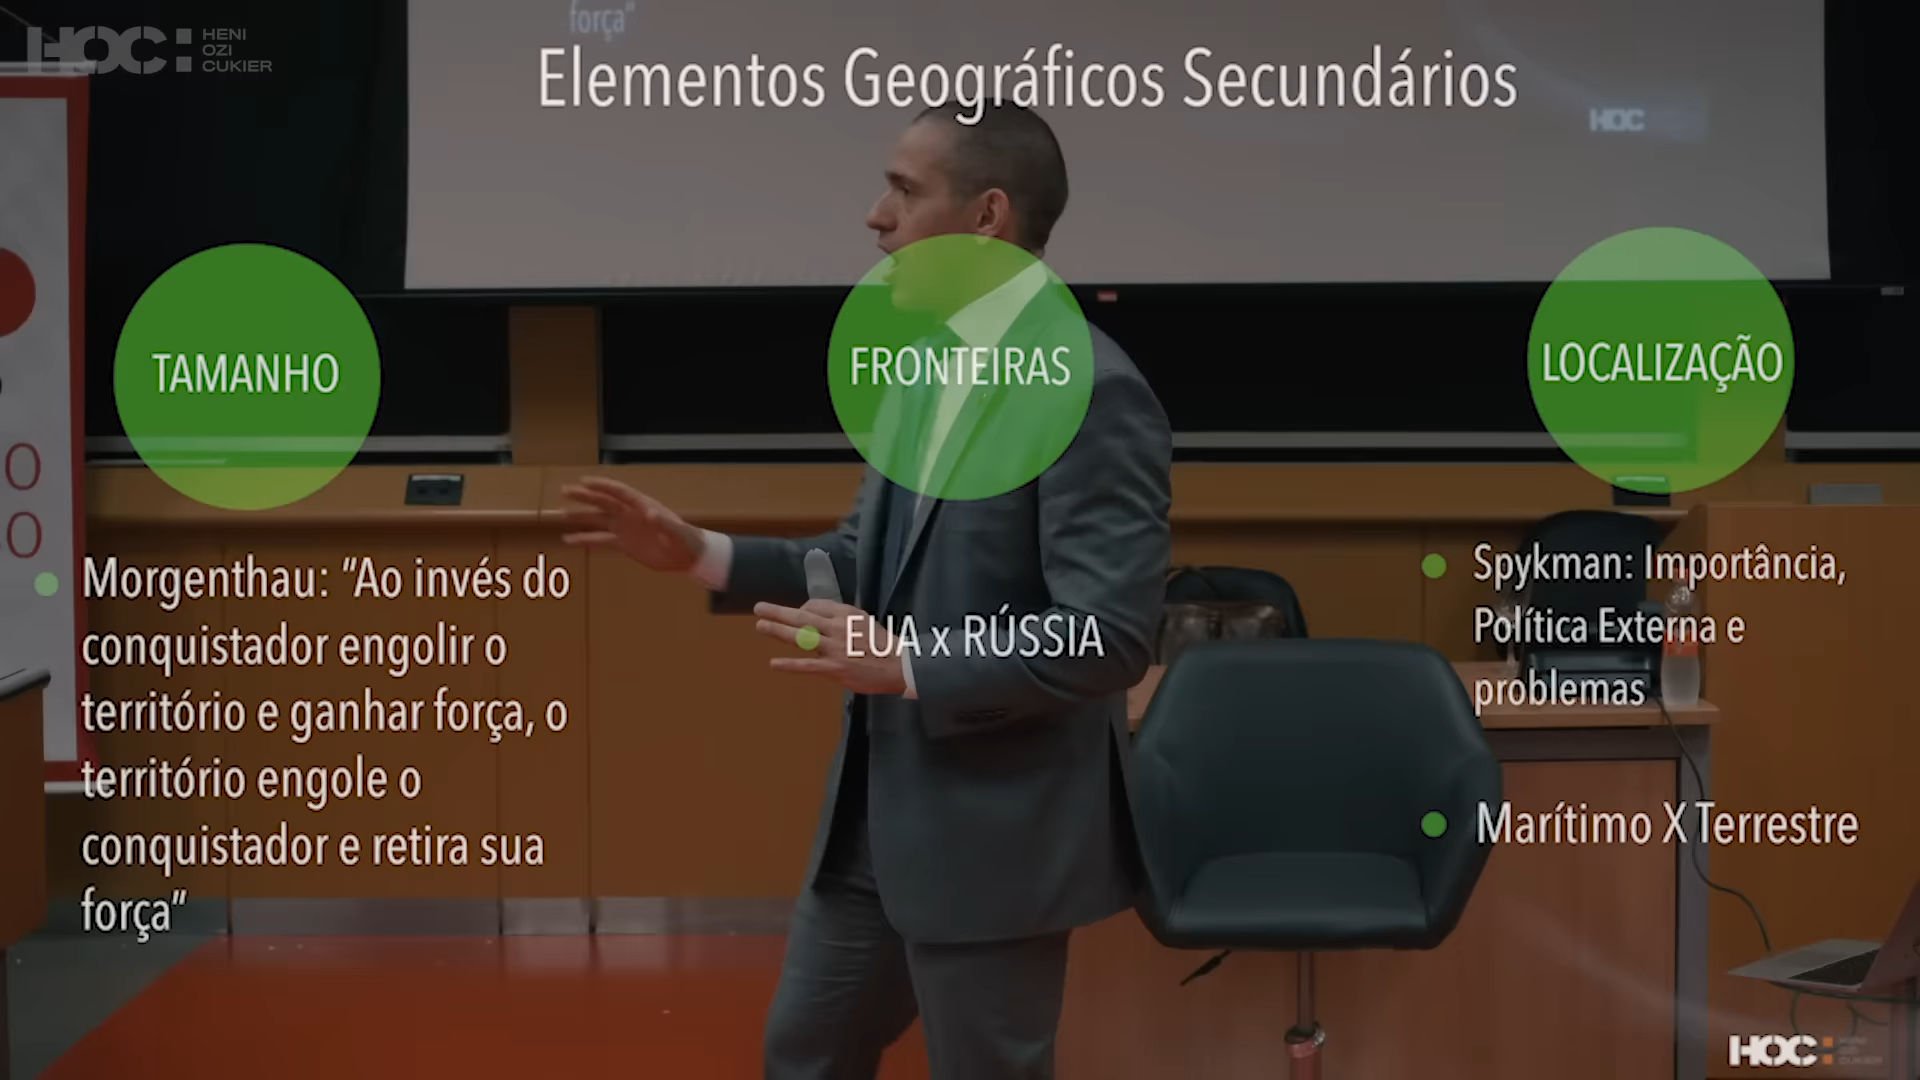 HOC
HENI
OZI
CUKIER
força"
Elementos Geográficos Secundários
HOC
TAMANHO
FRONTEIRAS
LOCALIZAÇÃO
Morgenthau: “Ao invés do
conquistador engolir o
território e ganhar força, o
território engole o
conquistador e retira sua
força”
EUA x RÚSSIA
Spykman: Importância,
Política Externa e
problemas
Marítimo X Terrestre
HOC